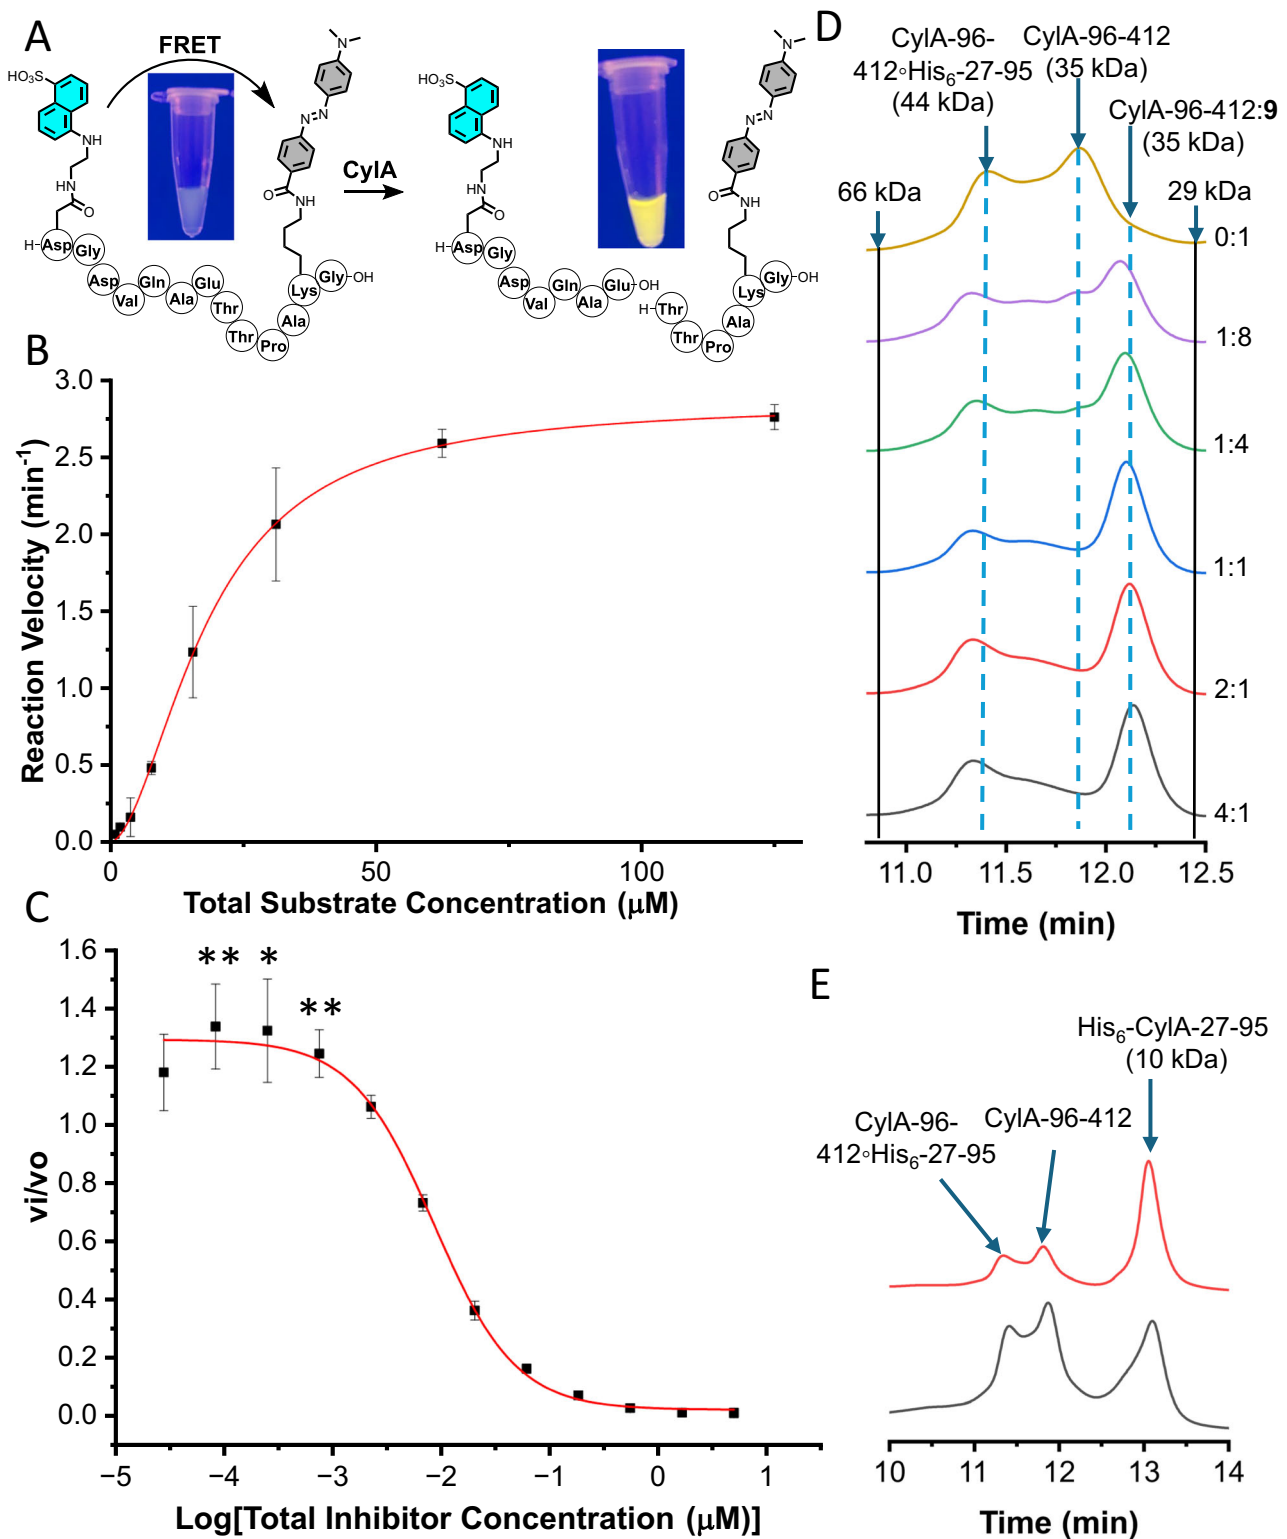 A
FRET
HO3S
NH
HN
O
N
N
N
O
NH
H-Asp
Gly
Asp
Val
Gln
Ala
Glu
Thr
Thr
Pro
Ala
Lys
Gly-OH
CylA
HO3S
NH
HN
O
N
N
N
O
NH
H-Asp
Gly
Asp
Val
Gln
Ala
Glu-OH
H-Thr
Thr
Pro
Ala
Lys
Gly-OH
B
Reaction Velocity (min-1)
3.0
2.5
2.0
1.5
1.0
0.5
0.0
0
50
100
Total Substrate Concentration (μM)
C
vi/vo
1.6
1.4
1.2
1.0
0.8
0.6
0.4
0.2
0.0
**
*
**
−5
−4
−3
−2
−1
0
1
Log[Total Inhibitor Concentration (μM)]
D
CylA-96-
412∘His6-27-95
(44 kDa)
CylA-96-412
(35 kDa)
CylA-96-412:9
(35 kDa)
66 kDa
29 kDa
0:1
1:8
1:4
1:1
2:1
4:1
11.0
11.5
12.0
12.5
Time (min)
E
His6-CylA-27-95
(10 kDa)
CylA-96-
412∘His6-27-95
CylA-96-412
10
11
12
13
14
Time (min)